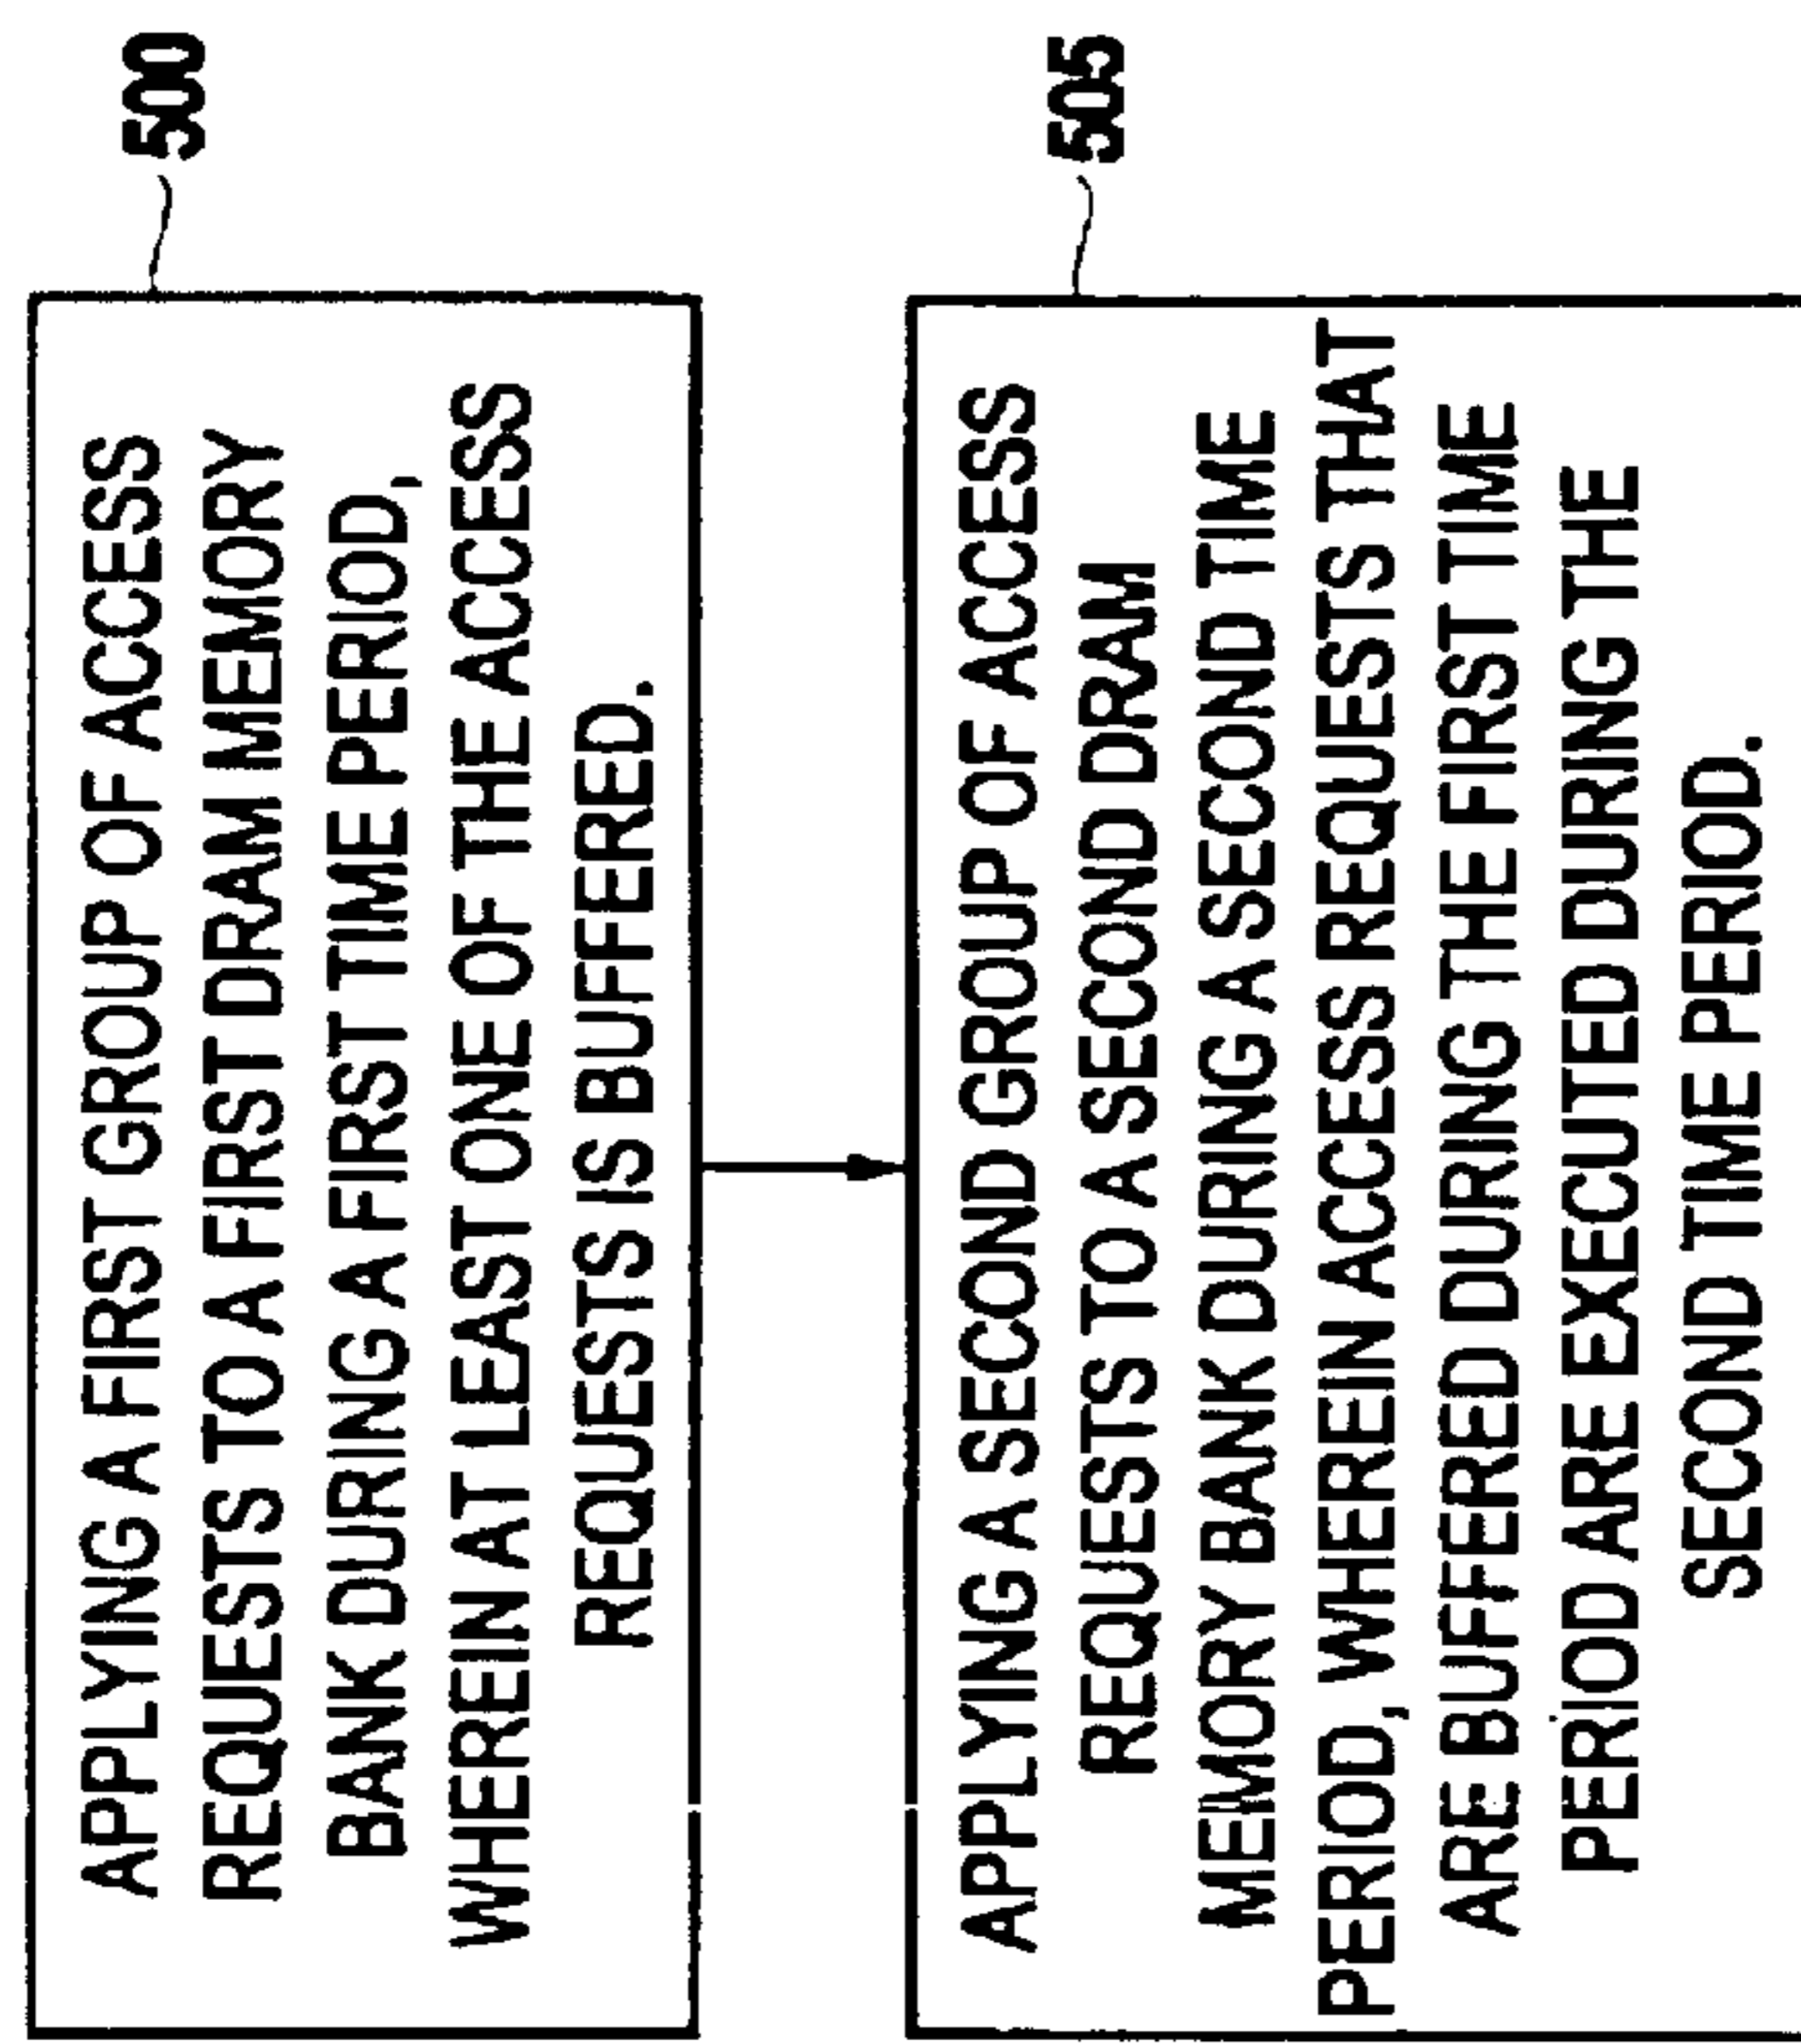 500
APPLYING A FIRST GROUP OF ACCESS
REQUESTS TO A FIRST DRAM MEMORY
BANK DURING A FIRST TIME PERIOD,
WHEREIN AT LEAST ONE OF THE ACCESS
REQUESTS IS BUFFERED.
505
APPLYING A SECOND GROUP OF ACCESS
REQUESTS TO A SECOND DRAM
MEMORY BANK DURING A SECOND TIME
PERIOD, WHEREIN ACCESS REQUESTS THAT
ARE BUFFERED DURING THE FIRST TIME
PERIOD ARE EXECUTED DURING THE
SECOND TIME PERIOD.